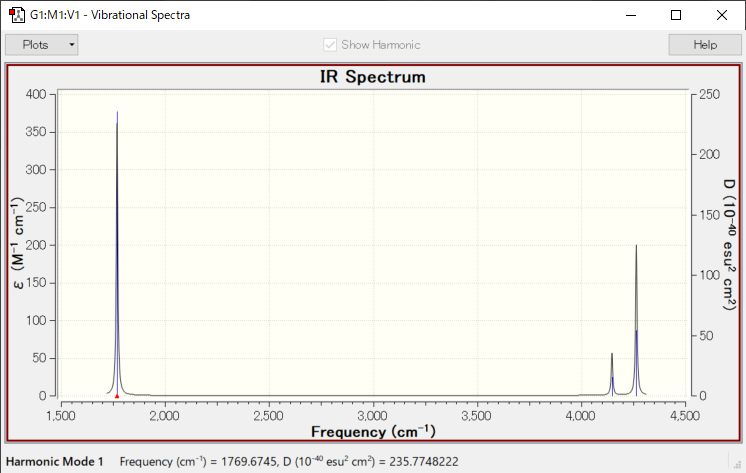 G1:M1:V1 - Vibrational Spectra
Plots
Show Harmonic
Help
IR Spectrum
400
350
300
250
200
150
100
50
0
ε (M⁻¹ cm⁻¹)
250
200
150
100
50
0
D (10⁻⁴⁰ esu² cm²)
1,500 2,000 2,500 3,000 3,500 4,000 4,500
Frequency (cm⁻¹)
Harmonic Mode 1 Frequency (cm⁻¹) = 1769.6745, D (10⁻⁴⁰ esu² cm²) = 235.7748222